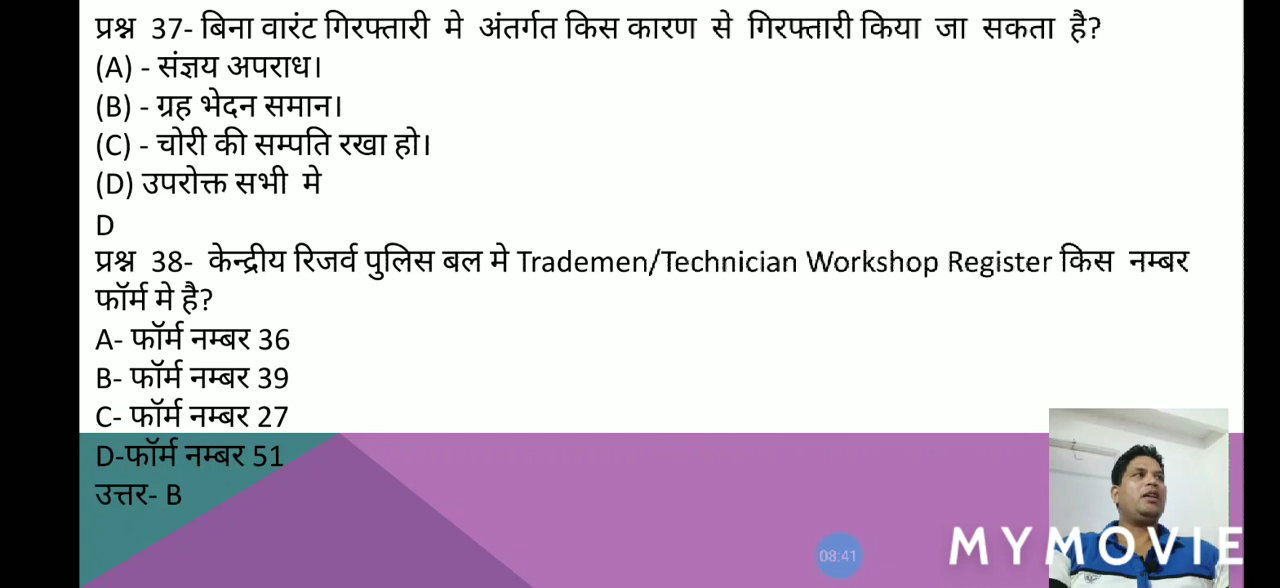 प्रश्न 37- बिना वारंट गिरफ्तारी मे अंतर्गत किस कारण से गिरफ्तारी किया जा सकता है?
(A) - संज्ञय अपराध।
(B) - ग्रह भेदन समान।
(C) - चोरी की सम्पति रखा हो।
(D) उपरोक्त सभी मे
D
प्रश्न 38- केन्द्रीय रिजर्व पुलिस बल मे Trademen/Technician Workshop Register किस नम्बर
फॉर्म मे है?
A- फॉर्म नम्बर 36
B- फॉर्म नम्बर 39
C- फॉर्म नम्बर 27
D-फॉर्म नम्बर 51
उत्तर- B
08:41
MYMOVIE